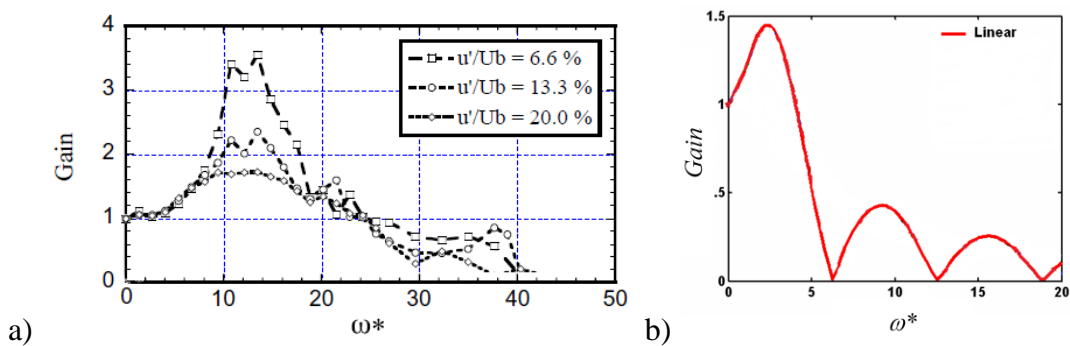 4
3
2
1
0
Gain
u'/Ub = 6.6 %
u'/Ub = 13.3 %
u'/Ub = 20.0 %
0 10 20 30 40 50
ω*
a)
1.5
1
.5
0
Gain
Linear
0 5 10 15 20
ω*
b)